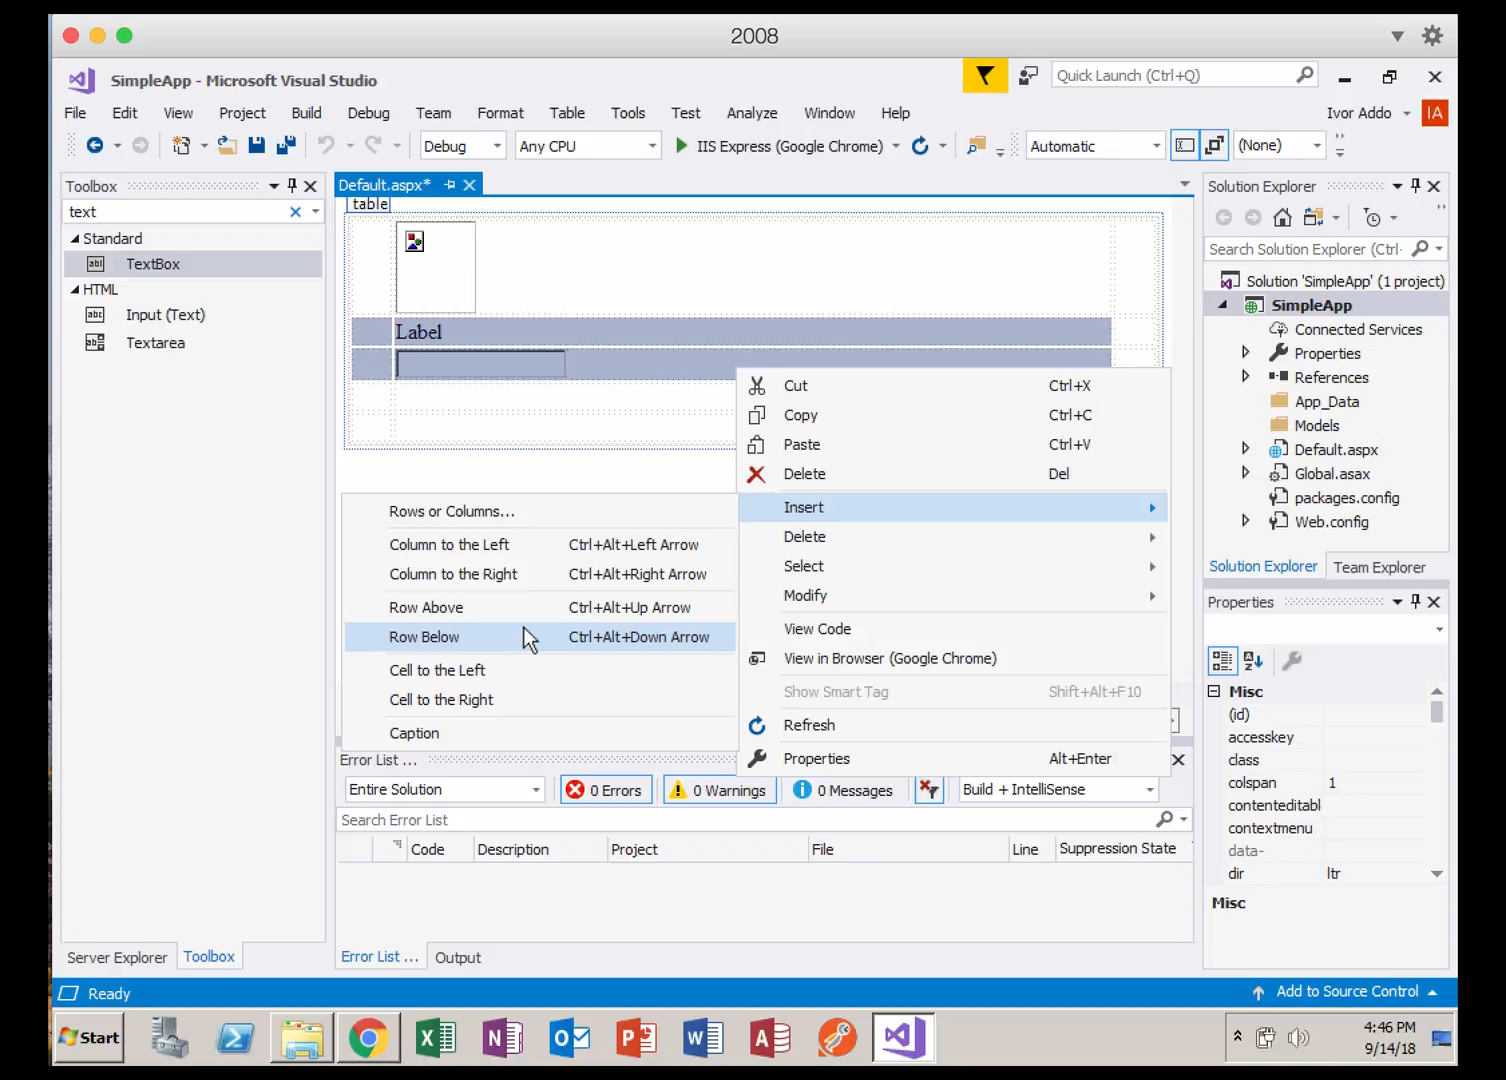 2008
SimpleApp - Microsoft Visual Studio
Quick Launch (Ctrl+Q)
File Edit View Project Build Debug Team Format Table Tools Test Analyze Window Help
Ivor Addo IA
Debug Any CPU IIS Express (Google Chrome) Automatic (None)
Toolbox
text
Standard
TextBox
HTML
Input (Text)
Textarea
Server Explorer Toolbox
Default.aspx*
table
Label
Cut Ctrl+X
Copy Ctrl+C
Paste Ctrl+V
Delete Del
Insert
Delete
Select
Modify
View Code
View in Browser (Google Chrome)
Show Smart Tag Shift+Alt+F10
Refresh
Properties Alt+Enter
Rows or Columns...
Column to the Left Ctrl+Alt+Left Arrow
Column to the Right Ctrl+Alt+Right Arrow
Row Above Ctrl+Alt+Up Arrow
Row Below Ctrl+Alt+Down Arrow
Cell to the Left
Cell to the Right
Caption
Error List ...
Entire Solution 0 Errors 0 Warnings 0 Messages Build + IntelliSense
Search Error List
Code Description Project File Line Suppression State
Error List ... Output
Solution Explorer
Search Solution Explorer (Ctrl
Solution 'SimpleApp' (1 project)
SimpleApp
Connected Services
Properties
References
App_Data
Models
Default.aspx
Global.asax
packages.config
Web.config
Solution Explorer Team Explorer
Properties
Misc
(id)
accesskey
class
colspan 1
contenteditabl
contextmenu
data-
dir ltr
Misc
Ready
Add to Source Control
Start
4:46 PM
9/14/18